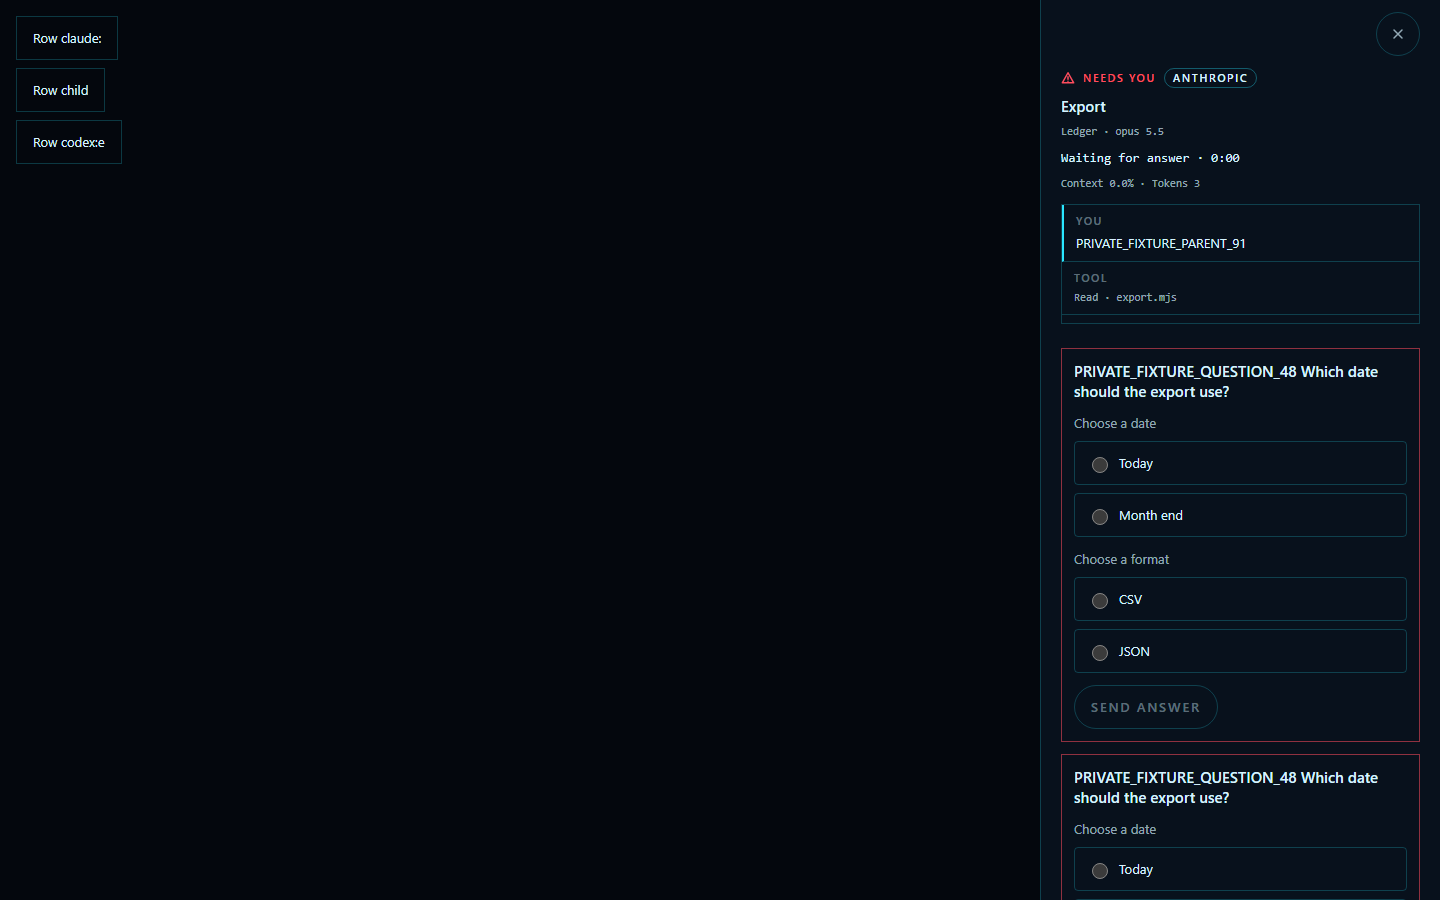 Row claude:
Row child
Row codex:e
NEEDS YOU ANTHROPIC
Export
Ledger · opus 5.5
Waiting for answer · 0:00
Context 0.0% · Tokens 3
YOU
PRIVATE_FIXTURE_PARENT_91
TOOL
Read · export.mjs
PRIVATE_FIXTURE_QUESTION_48 Which date
should the export use?
Choose a date
Today
Month end
Choose a format
CSV
JSON
SEND ANSWER
PRIVATE_FIXTURE_QUESTION_48 Which date
should the export use?
Choose a date
Today